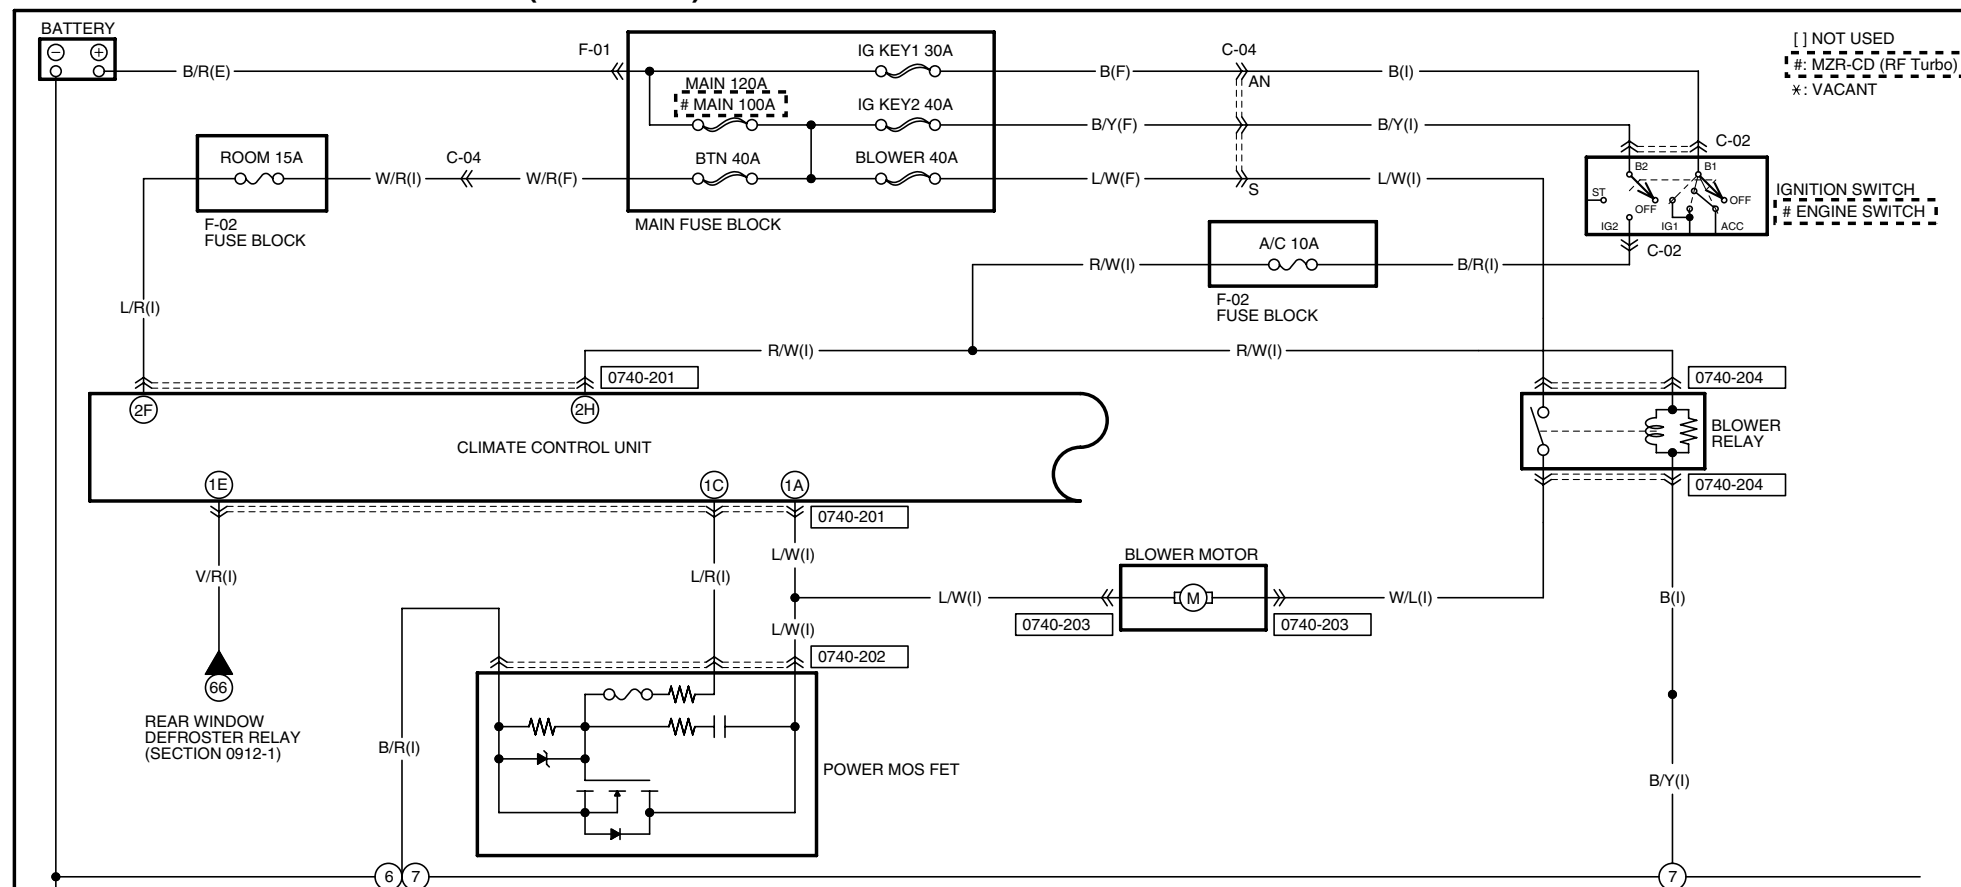 BATTERY
B/R(E)
F-01
IG KEY1 30A
MAIN 120A
# MAIN 100A
IG KEY2 40A
BTN 40A
BLOWER 40A
MAIN FUSE BLOCK
B(F)
C-04
AN
B(I)
B/Y(F)
B/Y(I)
L/W(F)
S
L/W(I)
[ ] NOT USED
#: MZR-CD (RF Turbo)
*: VACANT
ROOM 15A
F-02
FUSE BLOCK
W/R(I)
C-04
W/R(F)
C-02
B2
B1
ST
OFF
OFF
IG2
IG1
ACC
C-02
IGNITION SWITCH
# ENGINE SWITCH
A/C 10A
F-02
FUSE BLOCK
R/W(I)
B/R(I)
L/R(I)
R/W(I)
R/W(I)
0740-201
0740-204
2F
2H
CLIMATE CONTROL UNIT
BLOWER
RELAY
1E
1C
1A
0740-201
0740-204
V/R(I)
L/R(I)
L/W(I)
BLOWER MOTOR
L/W(I)
M
W/L(I)
B(I)
0740-203
0740-203
L/W(I)
0740-202
66
REAR WINDOW
DEFROSTER RELAY
(SECTION 0912-1)
B/R(I)
POWER MOS FET
B/Y(I)
6
7
7